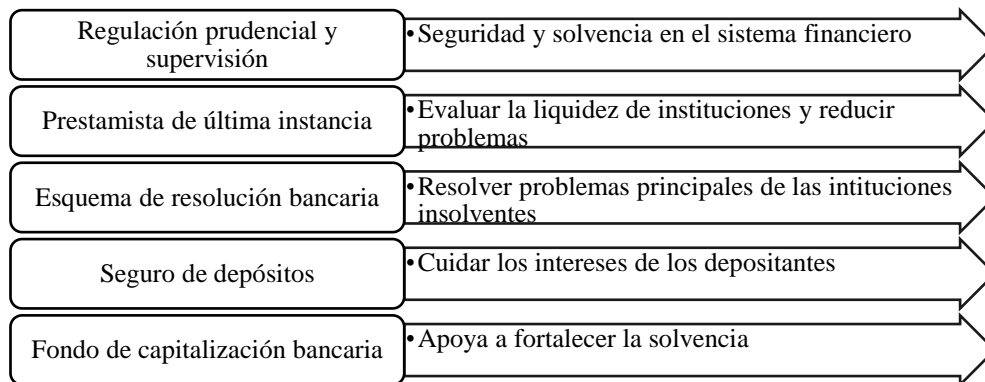 Regulación prudencial y
supervisión
•Seguridad y solvencia en el sistema financiero
Prestamista de última instancia
•Evaluar la liquidez de instituciones y reducir
problemas
Esquema de resolución bancaria
•Resolver problemas principales de las intituciones
insolventes
Seguro de depósitos
•Cuidar los intereses de los depositantes
Fondo de capitalización bancaria
•Apoya a fortalecer la solvencia